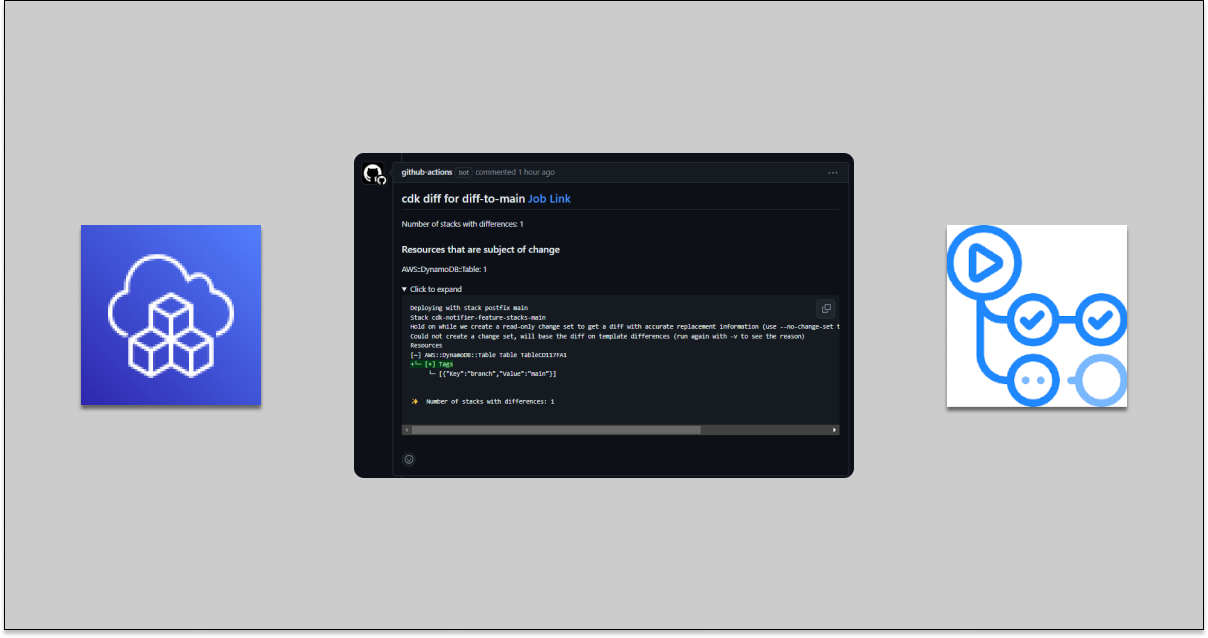 github-actions bot commented 1 hour ago
cdk diff for diff-to-main Job Link
Number of stacks with differences: 1
Resources that are subject of change
AWS::DynamoDB::Table: 1
▼ Click to expand
Deploying with stack postfix main
Stack cdk-notifier-feature-stacks-main
Hold on while we create a read-only change set to get a diff with accurate replacement information (use --no-change-set t
Could not create a change set, will base the diff on template differences (run again with -v to see the reason)
Resources
[~] AWS::DynamoDB::Table Table TableCD117FA1
+└─ [+] Tags
└─ [{"Key":"branch","Value":"main"}]
✨ Number of stacks with differences: 1